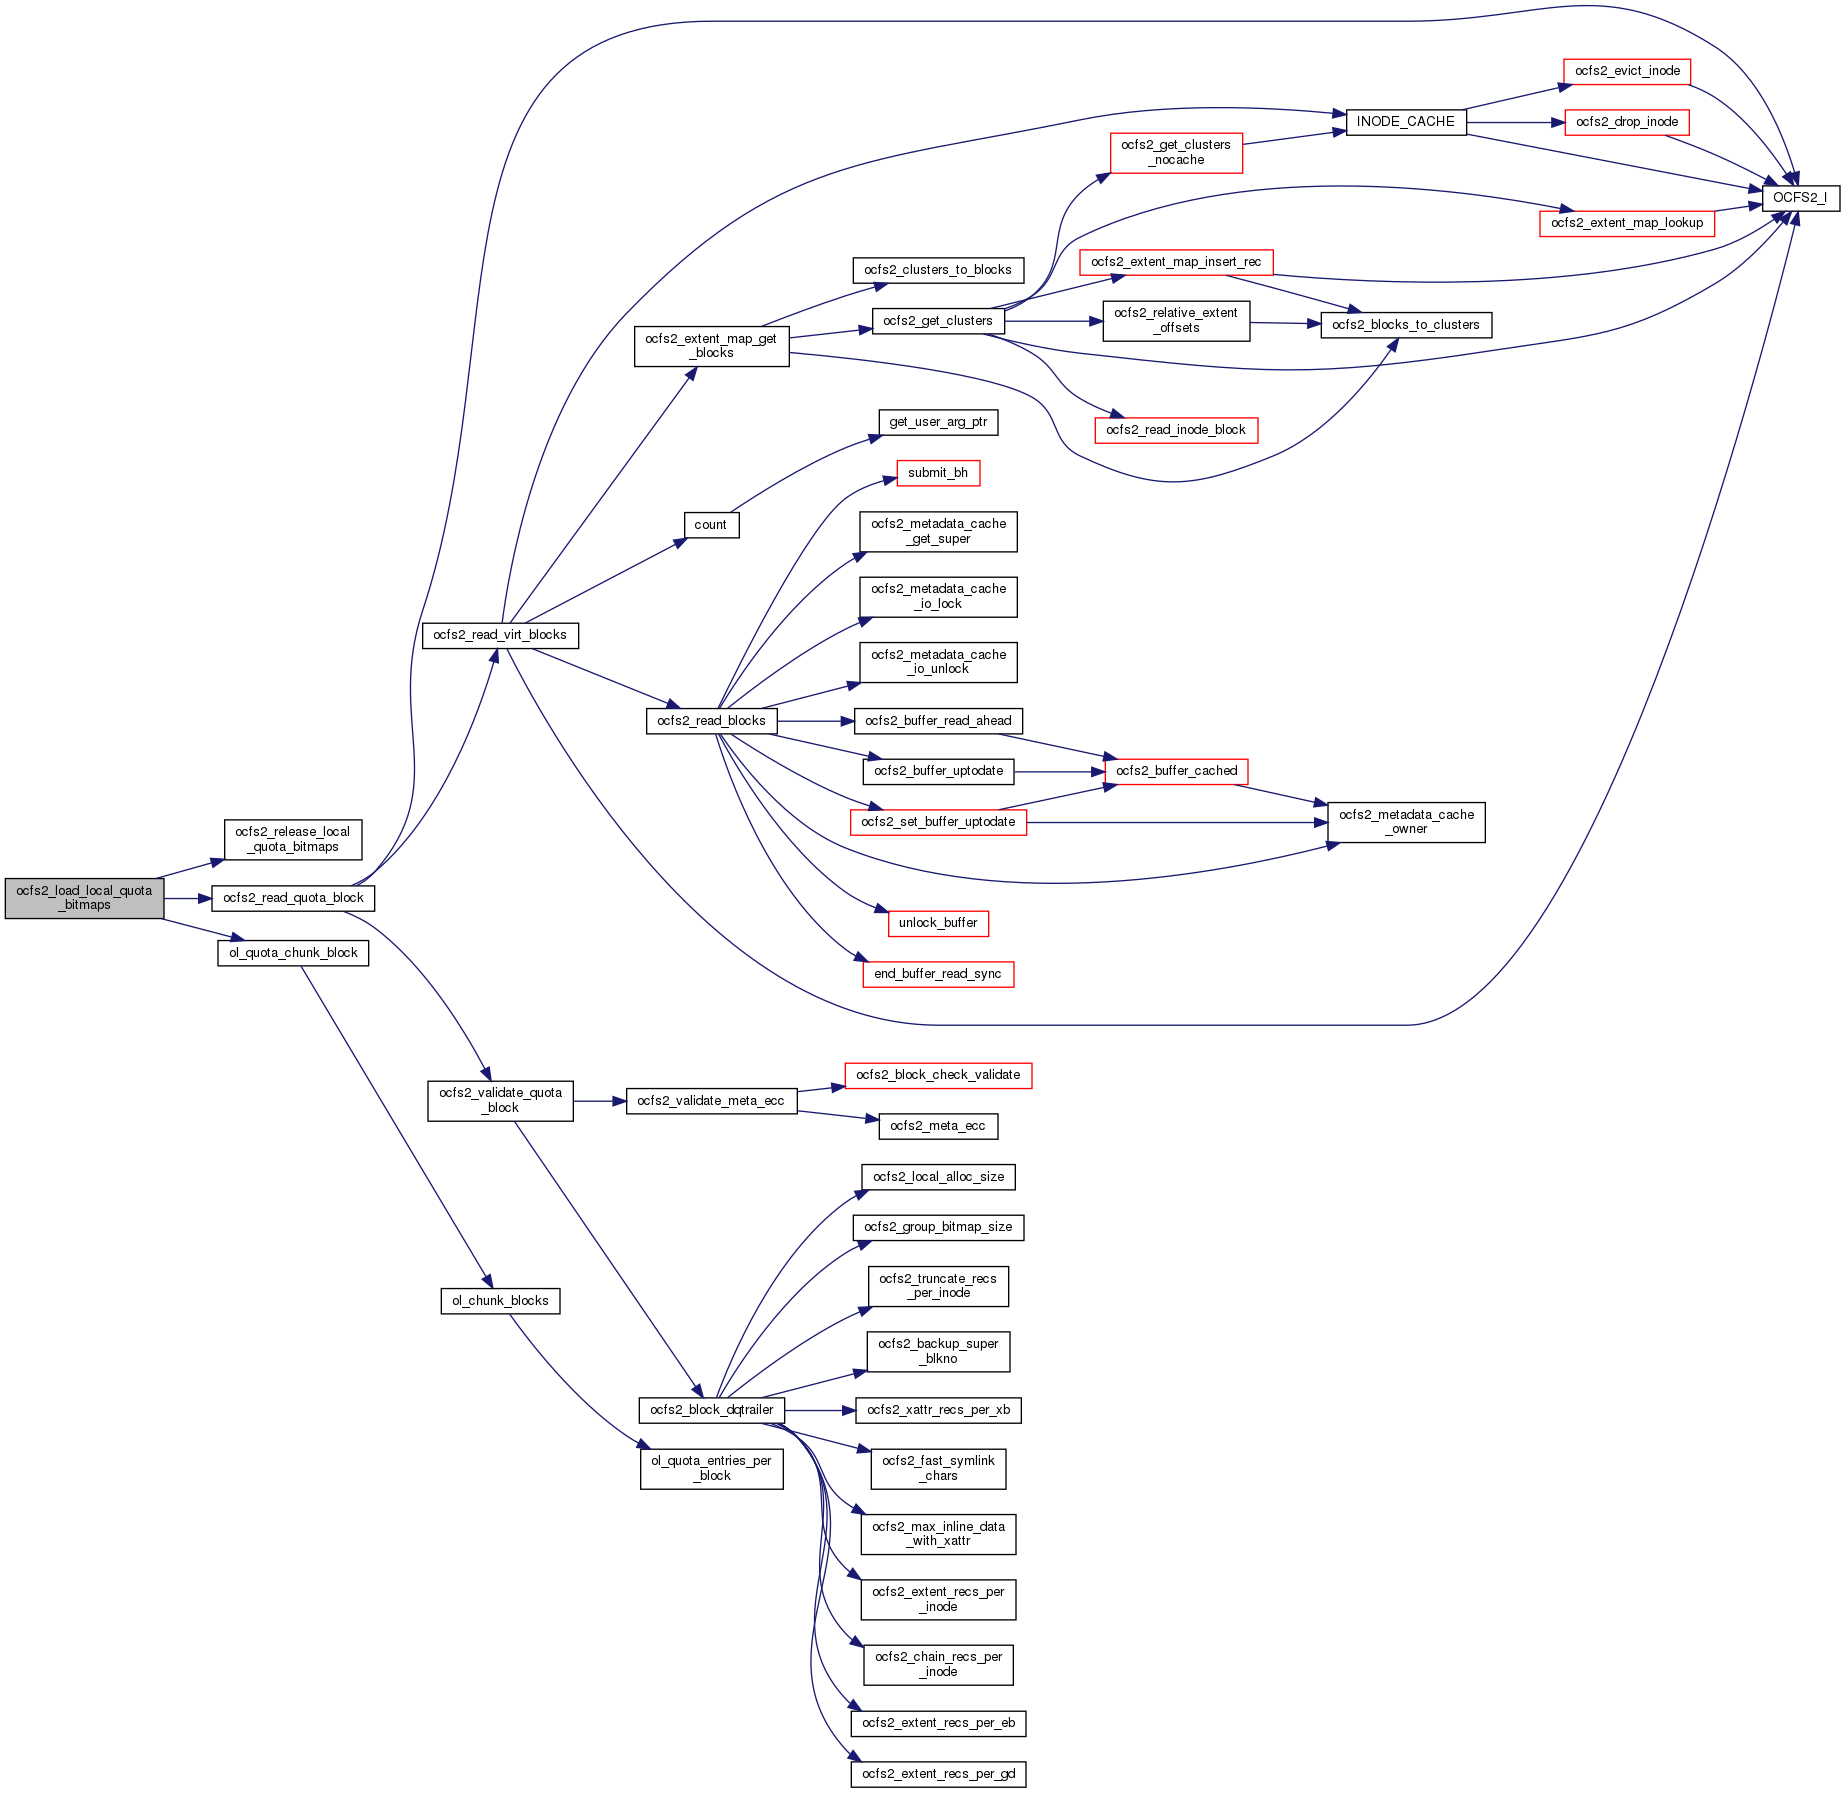 ocfs2_load_local_quota
_bitmaps
ocfs2_release_local
_quota_bitmaps
ocfs2_read_quota_block
ol_quota_chunk_block
ocfs2_read_virt_blocks
ocfs2_validate_quota
_block
ol_chunk_blocks
ocfs2_extent_map_get
_blocks
count
ocfs2_read_blocks
ocfs2_validate_meta_ecc
ocfs2_block_dqtrailer
ol_quota_entries_per
_block
ocfs2_clusters_to_blocks
ocfs2_get_clusters
get_user_arg_ptr
submit_bh
ocfs2_metadata_cache
_get_super
ocfs2_metadata_cache
_io_lock
ocfs2_metadata_cache
_io_unlock
ocfs2_buffer_read_ahead
ocfs2_buffer_uptodate
ocfs2_set_buffer_uptodate
unlock_buffer
end_buffer_read_sync
ocfs2_block_check_validate
ocfs2_meta_ecc
ocfs2_local_alloc_size
ocfs2_group_bitmap_size
ocfs2_truncate_recs
_per_inode
ocfs2_backup_super
_blkno
ocfs2_xattr_recs_per_xb
ocfs2_fast_symlink
_chars
ocfs2_max_inline_data
_with_xattr
ocfs2_extent_recs_per
_inode
ocfs2_chain_recs_per
_inode
ocfs2_extent_recs_per_eb
ocfs2_extent_recs_per_gd
ocfs2_get_clusters
_nocache
ocfs2_extent_map_insert_rec
ocfs2_relative_extent
_offsets
ocfs2_read_inode_block
ocfs2_buffer_cached
INODE_CACHE
ocfs2_blocks_to_clusters
ocfs2_metadata_cache
_owner
ocfs2_evict_inode
ocfs2_drop_inode
ocfs2_extent_map_lookup
OCFS2_I